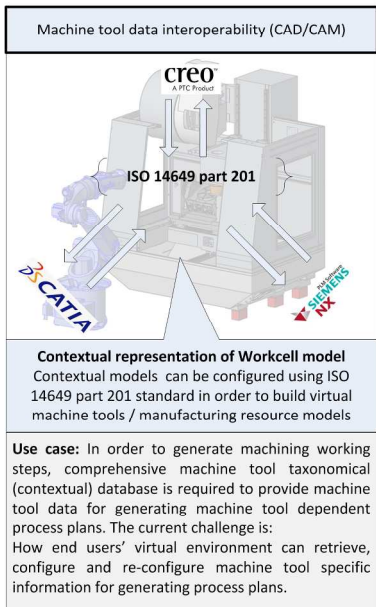 Machine tool data interoperability (CAD/CAM)
creo
A PTC Product
ISO 14649 part 201
DS CATIA
PLM Software
SIEMENS
NX
Contextual representation of Workcell model
Contextual models can be configured using ISO
14649 part 201 standard in order to build virtual
machine tools / manufacturing resource models
Use case: In order to generate machining working
steps, comprehensive machine tool taxonomical
(contextual) database is required to provide machine
tool data for generating machine tool dependent
process plans. The current challenge is:
How end users’ virtual environment can retrieve,
configure and re-configure machine tool specific
information for generating process plans.